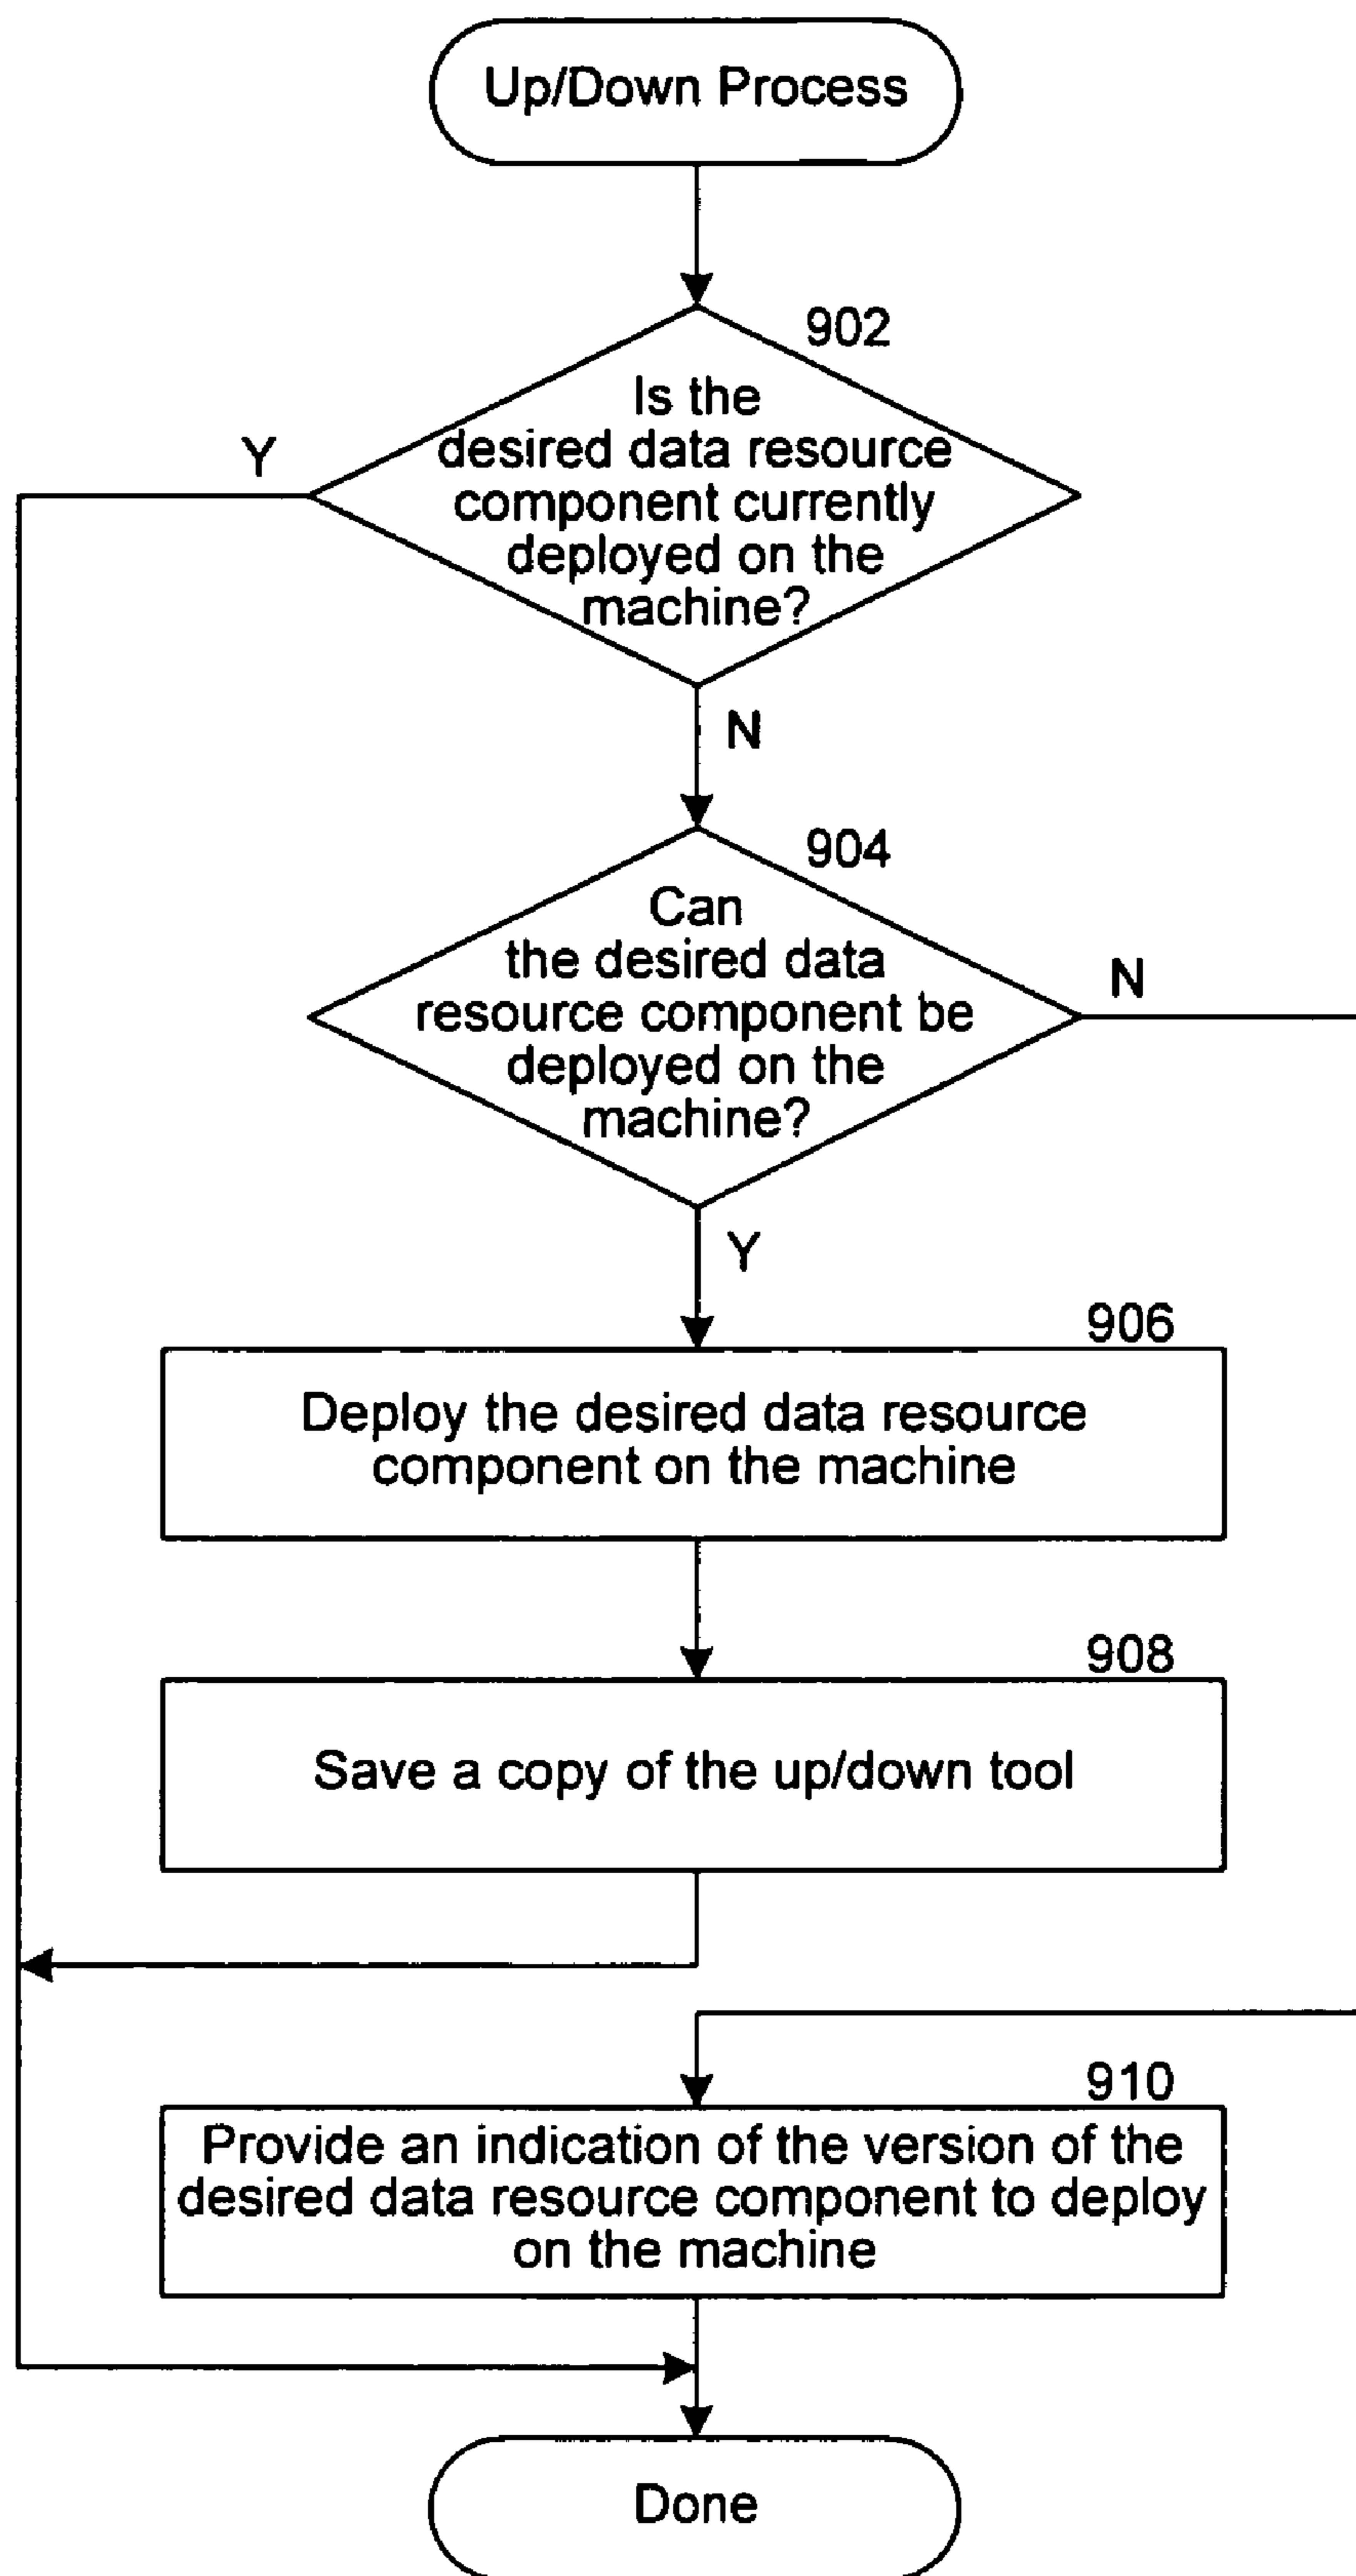 Up/Down Process
902
Is the
desired data resource
component currently
deployed on the
machine?
Y
N
904
Can
the desired data
resource component be
deployed on the
machine?
N
Y
906
Deploy the desired data resource
component on the machine
908
Save a copy of the up/down tool
910
Provide an indication of the version of the
desired data resource component to deploy
on the machine
Done